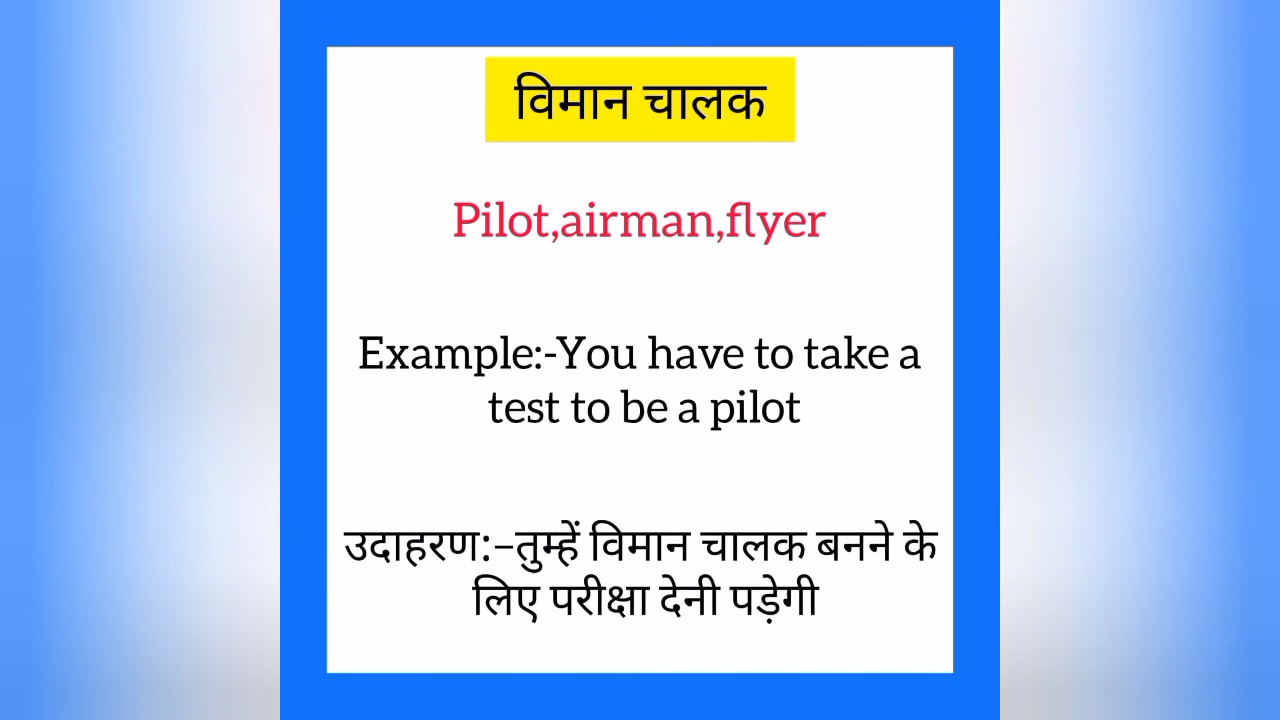 विमान चालक
Pilot,airman,flyer
Example:-You have to take a
test to be a pilot
उदाहरण:–तुम्हें विमान चालक बनने के
लिए परीक्षा देनी पड़ेगी